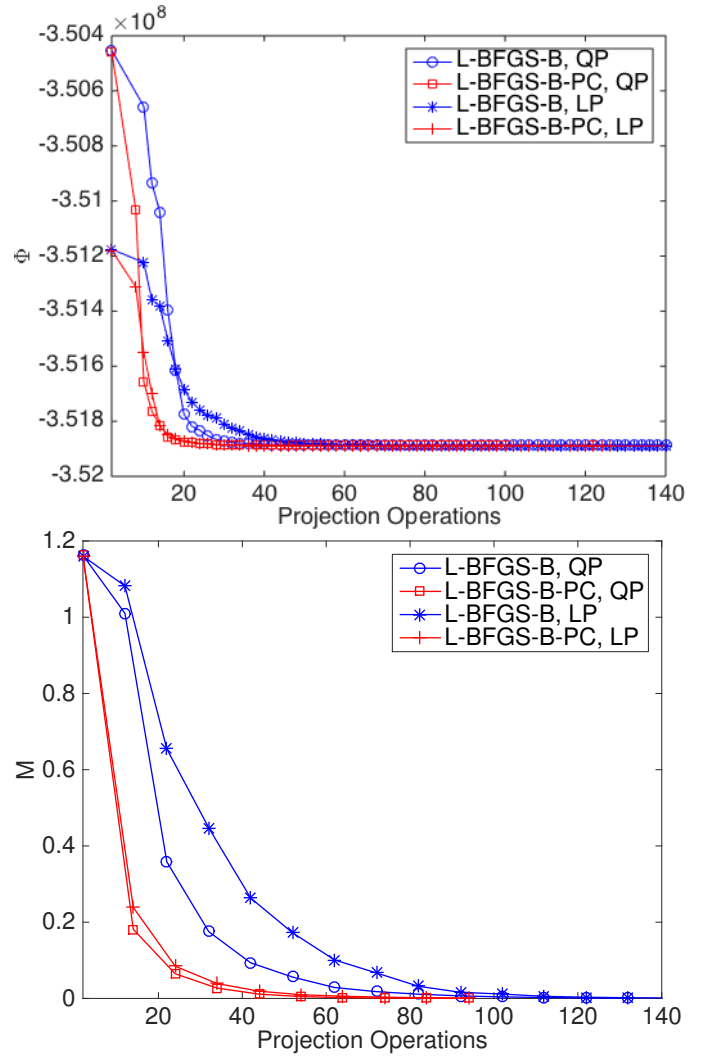 ×10⁸
-3.504
-3.506
-3.508
-3.51
-3.512
-3.514
-3.516
-3.518
-3.52
Φ
L-BFGS-B, QP
L-BFGS-B-PC, QP
L-BFGS-B, LP
L-BFGS-B-PC, LP
20 40 60 80 100 120 140
Projection Operations
1.2
1
0.8
0.6
0.4
0.2
0
M
L-BFGS-B, QP
L-BFGS-B-PC, QP
L-BFGS-B, LP
L-BFGS-B-PC, LP
20 40 60 80 100 120 140
Projection Operations